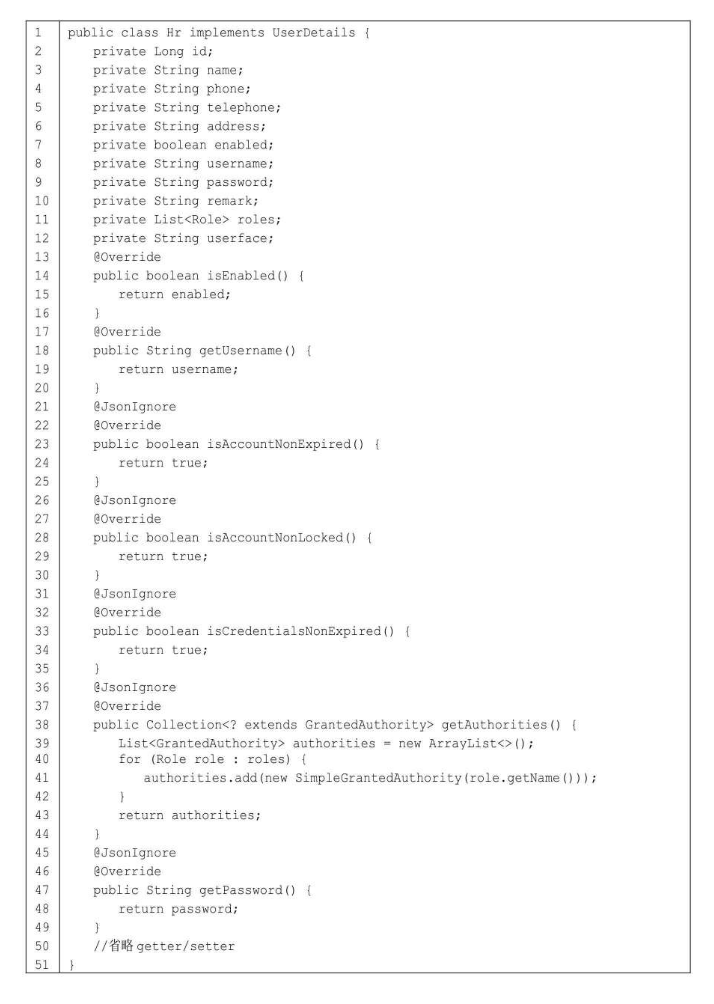 1 public class Hr implements UserDetails {
2 private Long id;
3 private String name;
4 private String phone;
5 private String telephone;
6 private String address;
7 private boolean enabled;
8 private String username;
9 private String password;
10 private String remark;
11 private List<Role> roles;
12 private String userface;
13 @Override
14 public boolean isEnabled() {
15 return enabled;
16 }
17 @Override
18 public String getUsername() {
19 return username;
20 }
21 @JsonIgnore
22 @Override
23 public boolean isAccountNonExpired() {
24 return true;
25 }
26 @JsonIgnore
27 @Override
28 public boolean isAccountNonLocked() {
29 return true;
30 }
31 @JsonIgnore
32 @Override
33 public boolean isCredentialsNonExpired() {
34 return true;
35 }
36 @JsonIgnore
37 @Override
38 public Collection<? extends GrantedAuthority> getAuthorities() {
39 List<GrantedAuthority> authorities = new ArrayList<>();
40 for (Role role : roles) {
41 authorities.add(new SimpleGrantedAuthority(role.getName()));
42 }
43 return authorities;
44 }
45 @JsonIgnore
46 @Override
47 public String getPassword() {
48 return password;
49 }
50 //省略 getter/setter
51 }